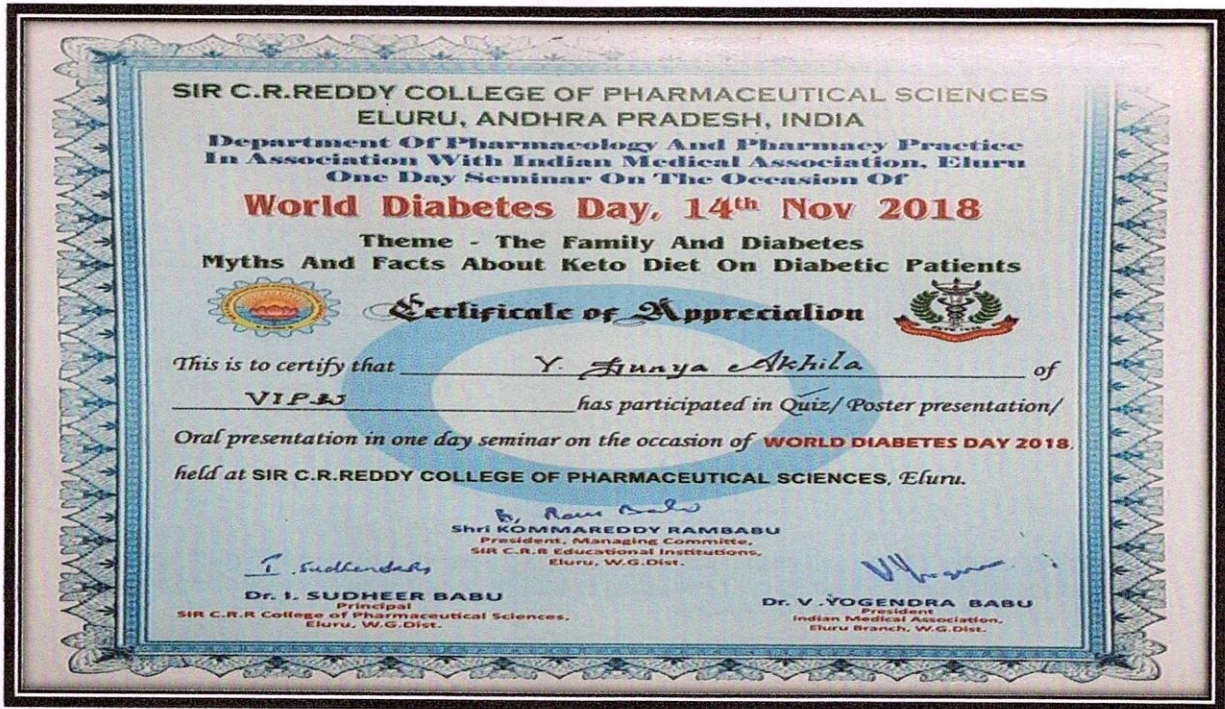 SIR C.R.REDDY COLLEGE OF PHARMACEUTICAL SCIENCES
ELURU, ANDHRA PRADESH, INDIA
Department Of Pharmacology And Pharmacy Practice
In Association With Indian Medical Association, Eluru
One Day Seminar On The Occasion Of
World Diabetes Day, 14th Nov 2018
Theme - The Family And Diabetes
Myths And Facts About Keto Diet On Diabetic Patients
Certificate of Appreciation
This is to certify that Y. Akhila of
has participated in Quiz/ Poster presentation/
Oral presentation in one day seminar on the occasion of WORLD DIABETES DAY 2018,
held at SIR C.R.REDDY COLLEGE OF PHARMACEUTICAL SCIENCES, Eluru.
Shri KOMMAREDDY RAMBABU
President, Managing Committe,
SIR C.R.R Educational Institutions,
Eluru, W.G.Dist.
Dr. I. SUDHEER BABU
Principal
SIR C.R.R College of Pharmaceutical Sciences,
Eluru, W.G.Dist.
Dr. V .YOGENDRA BABU
President
Indian Medical Association,
Eluru Branch, W.G.Dist.